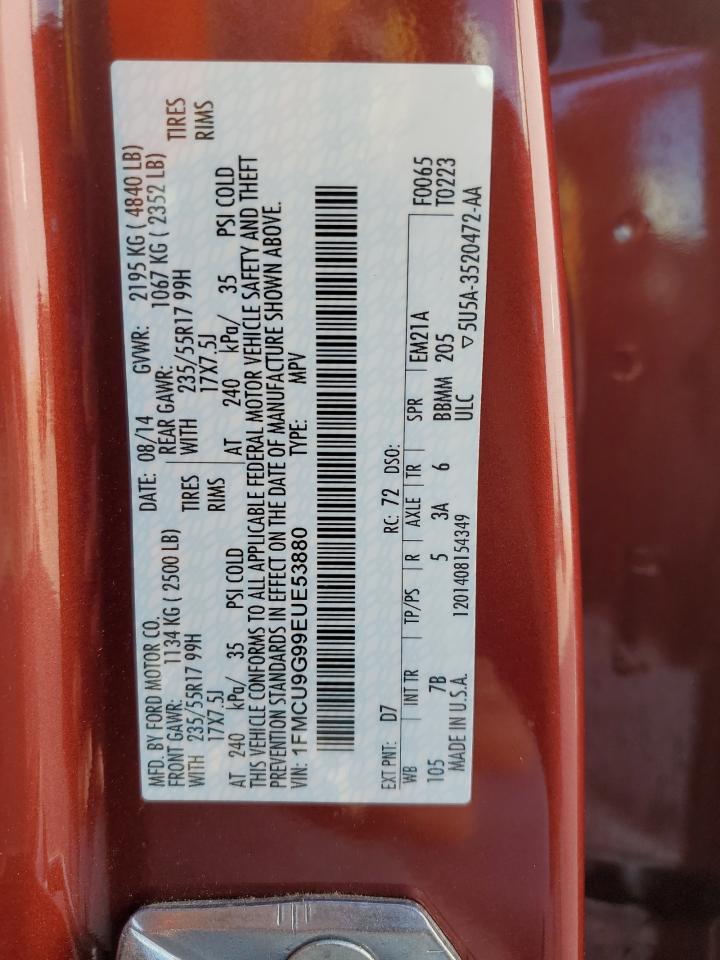 MFD. BY FORD MOTOR CO.
DATE: 08/14 GVWR: 2195 KG ( 4840 LB)
FRONT GAWR: 1134 KG ( 2500 LB) REAR GAWR: 1067 KG ( 2352 LB)
WITH 235/55R17 99H TIRES WITH 235/55R17 99H TIRES
17X7.5J RIMS 17X7.5J RIMS
AT 240 kPa/ 35 PSI COLD AT 240 kPa/ 35 PSI COLD
THIS VEHICLE CONFORMS TO ALL APPLICABLE FEDERAL MOTOR VEHICLE SAFETY AND THEFT
PREVENTION STANDARDS IN EFFECT ON THE DATE OF MANUFACTURE SHOWN ABOVE.
VIN: 1FMCU9G99EUE53880 TYPE: MPV
EXT PNT: D7 RC: 72 DSO: F0065
WB INT TR TP/PS R AXLE TR SPR EM21A T0223
105 7B 5 3A 6 BBMM 205
MADE IN U.S.A. 1201408154349 ULC ▽5U5A-3520472-AA